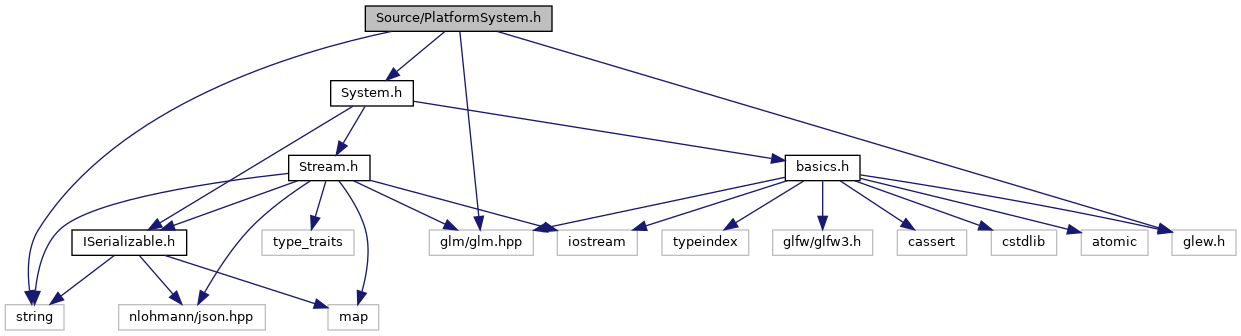 Source/PlatformSystem.h
System.h
Stream.h
basics.h
ISerializable.h
type_traits
glm/glm.hpp
iostream
typeindex
glfw/glfw3.h
cassert
cstdlib
atomic
glew.h
string
nlohmann/json.hpp
map